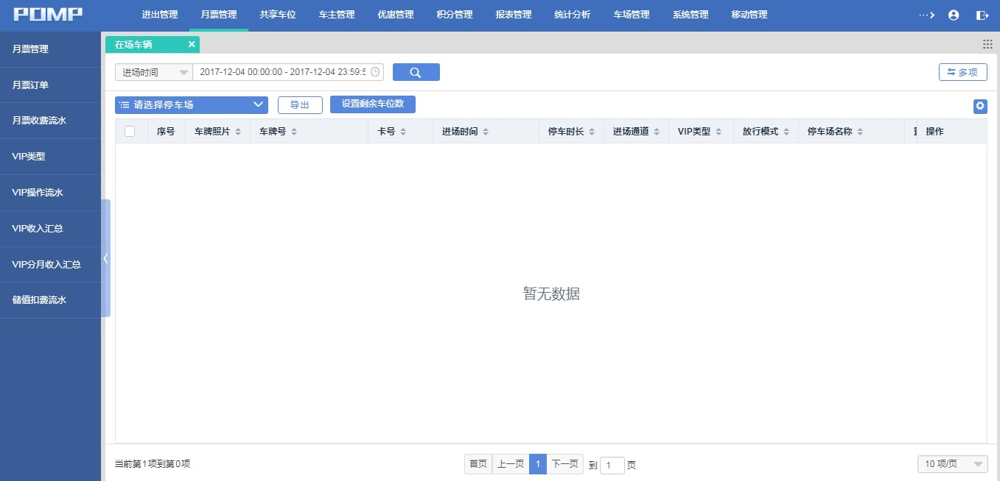 POMP
进出管理 月票管理 共享车位 车主管理 优惠管理 积分管理 报表管理 统计分析 车场管理 系统管理 移动管理
月票管理
月票订单
月票收费流水
VIP类型
VIP操作流水
VIP收入汇总
VIP分月收入汇总
储值扣费流水
在场车辆
进场时间 2017-12-04 00:00:00 - 2017-12-04 23:59:5
多项
请选择停车场 导出 设置剩余车位数
序号 车牌照片 车牌号 卡号 进场时间 停车时长 进场通道 VIP类型 放行模式 停车场名称 操作
暂无数据
当前第1项到第0项 首页 上一页 1 下一页 到 1 页 10 项/页